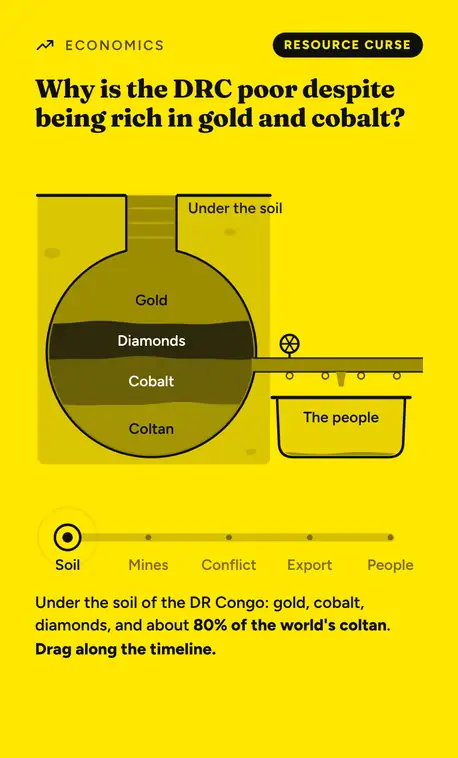 ECONOMICS
RESOURCE CURSE
Why is the DRC poor despite
being rich in gold and cobalt?
Under the soil
Gold
Diamonds
Cobalt
Coltan
The people
Soil
Mines
Conflict
Export
People
Under the soil of the DR Congo: gold, cobalt,
diamonds, and about 80% of the world's coltan.
Drag along the timeline.